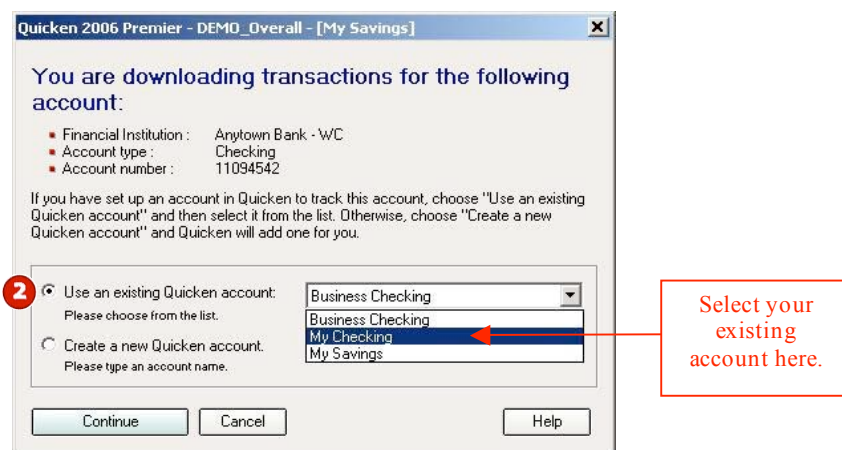 Quicken 2006 Premier - DEMO_Overall - [My Savings]
You are downloading transactions for the following
account:
Financial Institution : Anytown Bank - WC
Account type : Checking
Account number : 11094542
If you have set up an account in Quicken to track this account, choose "Use an existing
Quicken account" and then select it from the list. Otherwise, choose "Create a new
Quicken account" and Quicken will add one for you.
2
Use an existing Quicken account:
Business Checking
Please choose from the list.
Business Checking
My Checking
My Savings
Create a new Quicken account.
Please type an account name.
Select your
existing
account here.
Continue Cancel Help